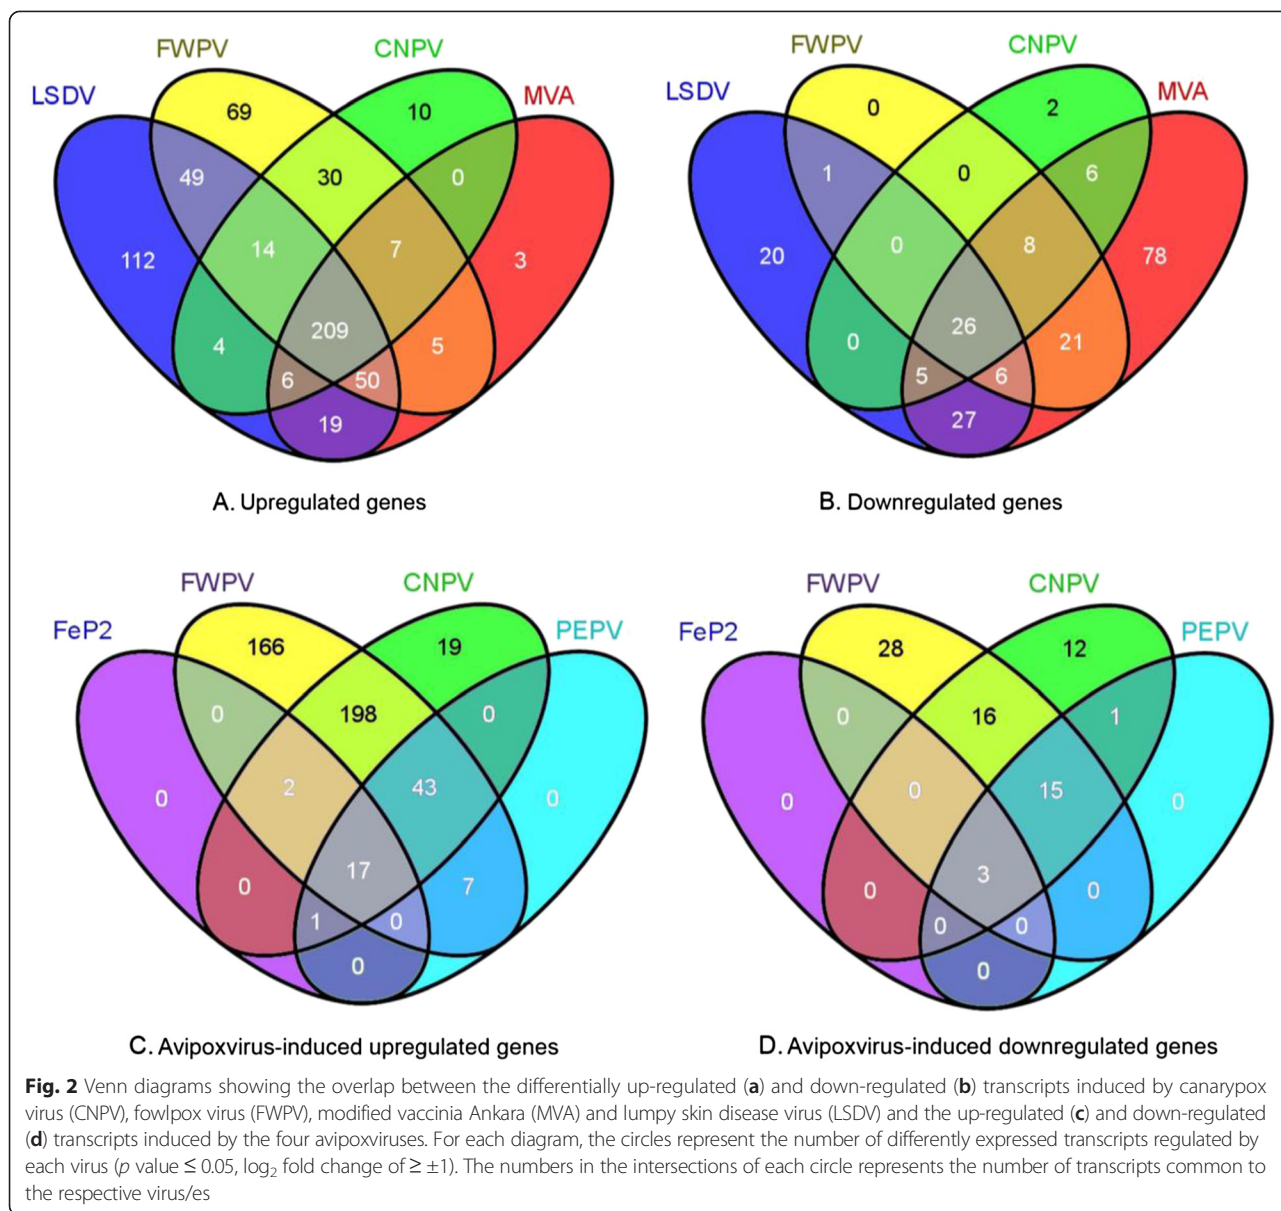 FWPV CNPV
LSDV MVA
69 10
49 30 0
112 14 7 3
209
4 5
6 50
19
A. Upregulated genes
FWPV CNPV
LSDV MVA
0 2
1 0 6
20 0 8 78
26
0 21
5 6
27
B. Downregulated genes
FWPV CNPV
FeP2 PEPV
166 19
0 198 0
0 2 43 0
17
0 7
1 0
0
C. Avipoxvirus-induced upregulated genes
FWPV CNPV
FeP2 PEPV
28 12
0 16 1
0 0 15 0
3
0 0
0 0
0
D. Avipoxvirus-induced downregulated genes
Fig. 2 Venn diagrams showing the overlap between the differentially up-regulated (a) and down-regulated (b) transcripts induced by canarypox
virus (CNPV), fowlpox virus (FWPV), modified vaccinia Ankara (MVA) and lumpy skin disease virus (LSDV) and the up-regulated (c) and down-regulated
(d) transcripts induced by the four avipoxviruses. For each diagram, the circles represent the number of differently expressed transcripts regulated by
each virus (p value ≤ 0.05, log₂ fold change of ≥ ±1). The numbers in the intersections of each circle represents the number of transcripts common to
the respective virus/es